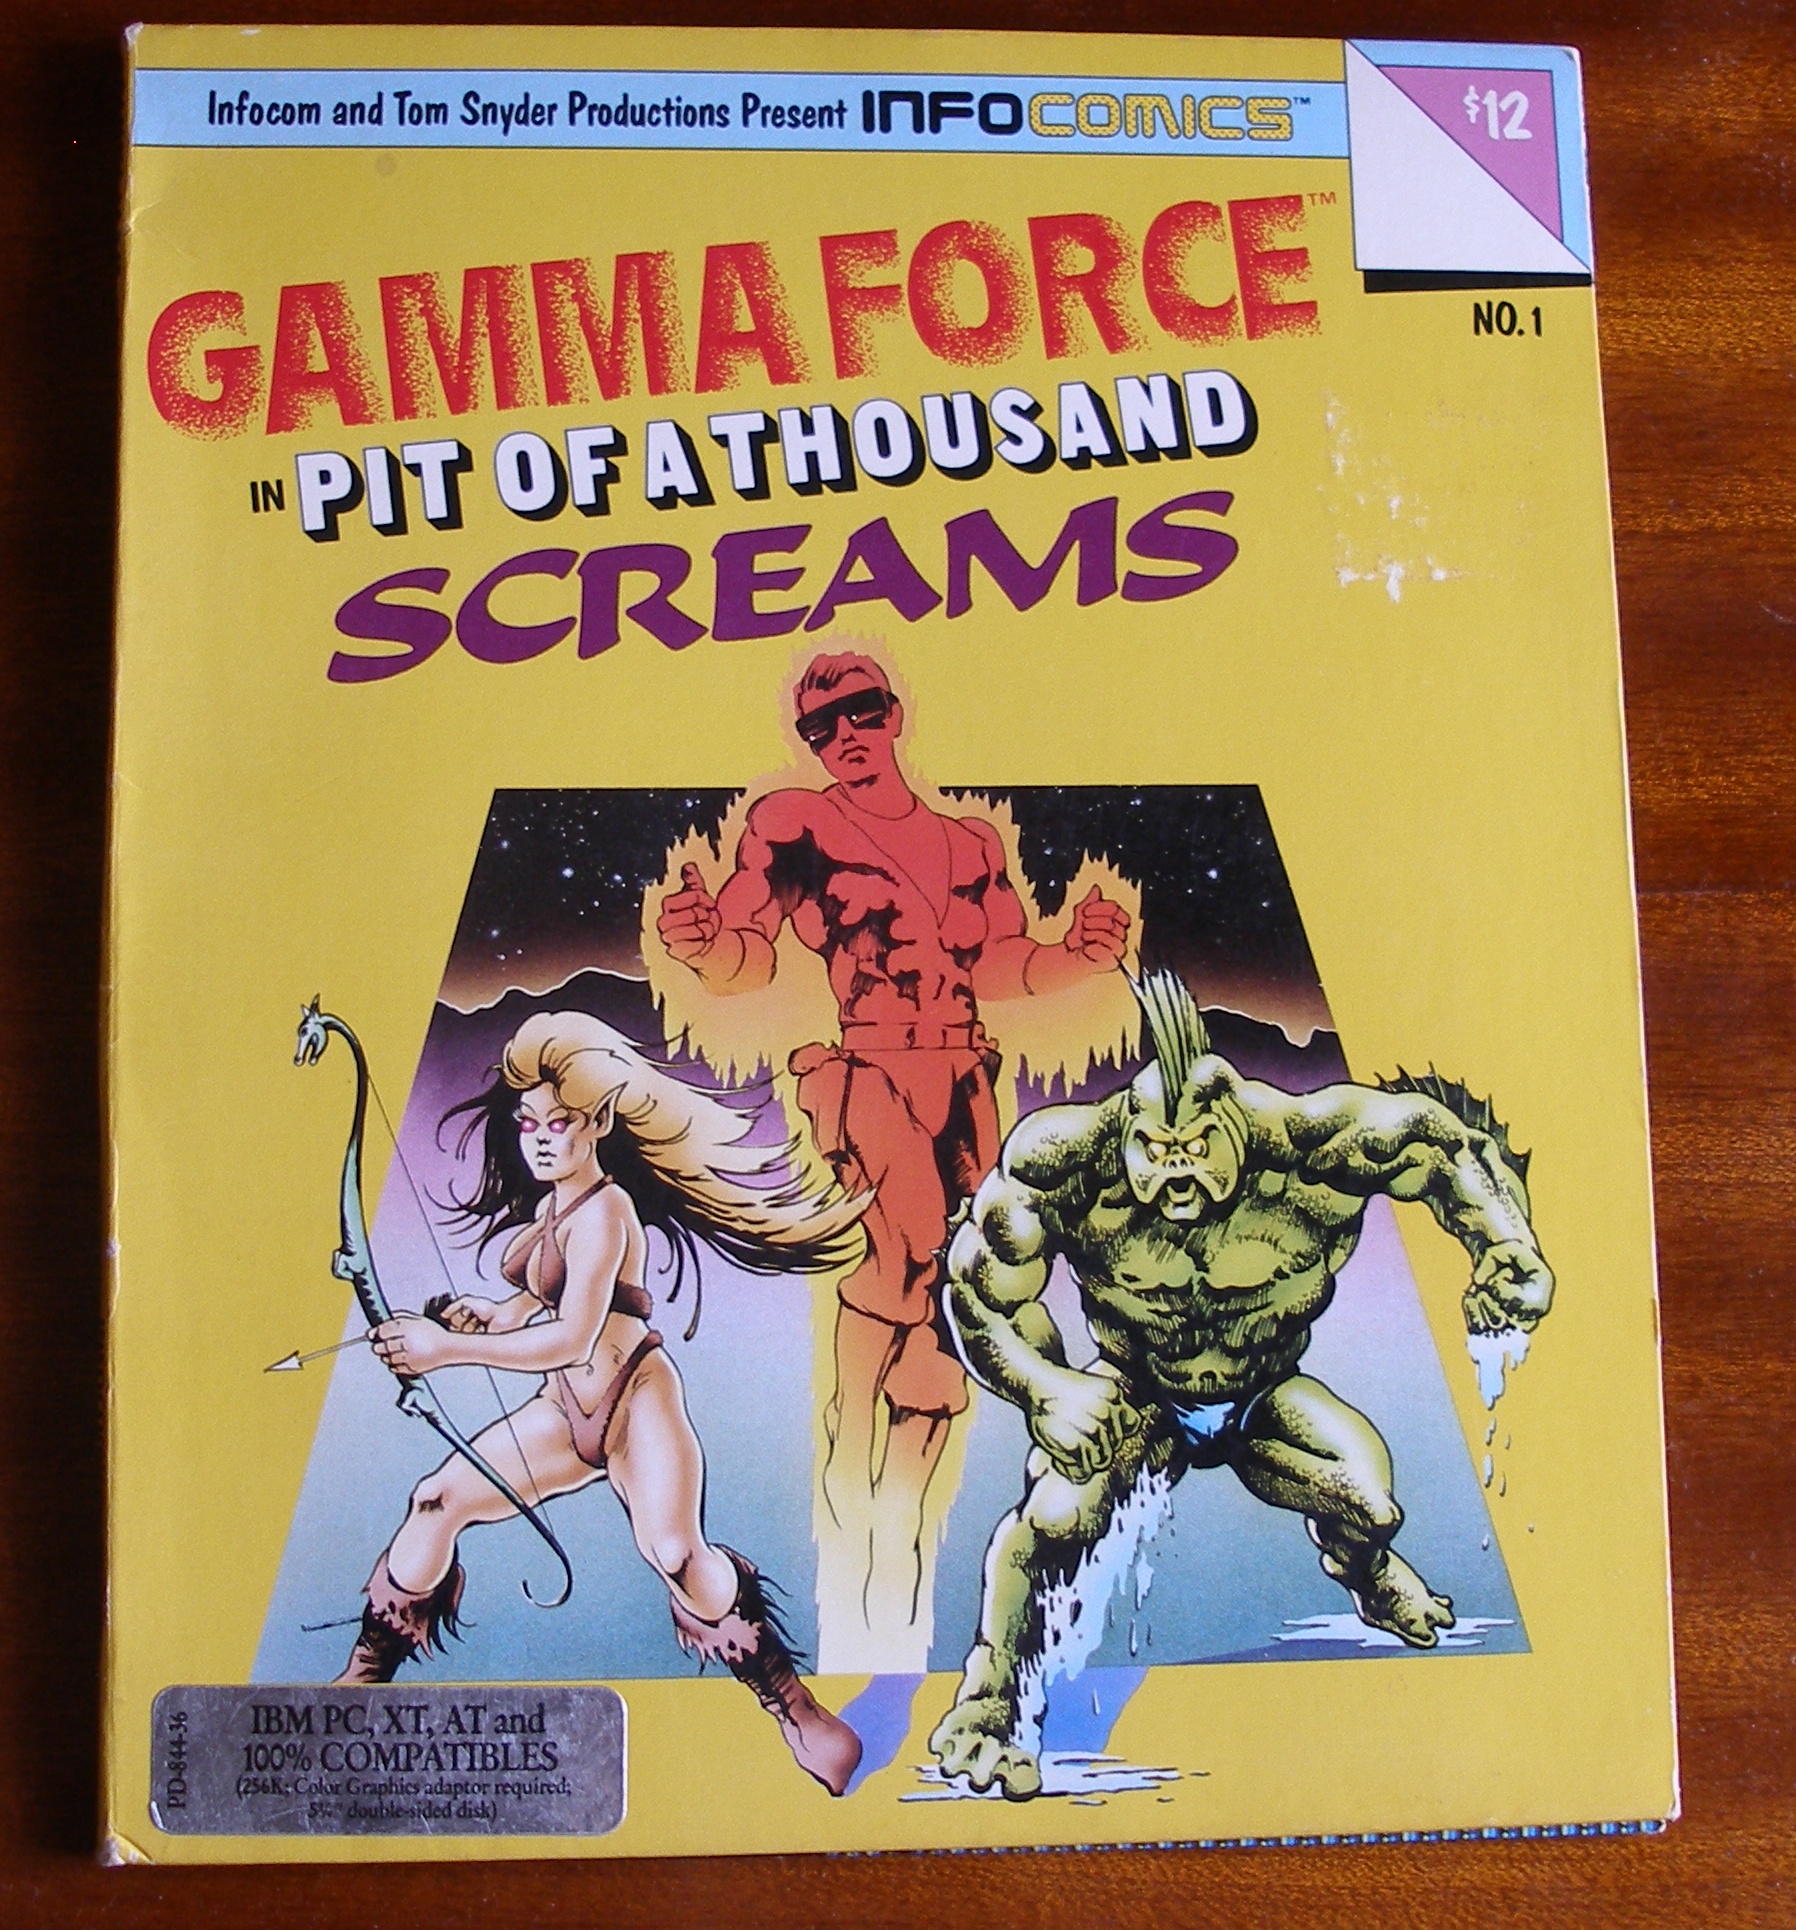 Infocom and Tom Snyder Productions Present INFOCOMICS™
$12
GAMMA FORCE™
NO. 1
IN PIT OF A THOUSAND
SCREAMS
PD-844-36
IBM PC, XT, AT and
100% COMPATIBLES
(256K; Color Graphics adaptor required;
5¼" double-sided disk)